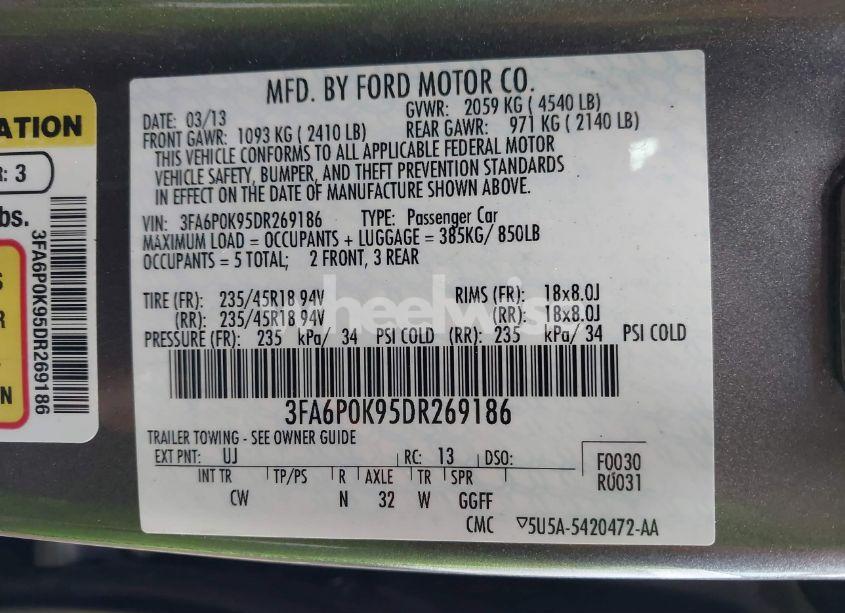 MFD. BY FORD MOTOR CO.
DATE: 03/13 GVWR: 2059 KG ( 4540 LB)
FRONT GAWR: 1093 KG ( 2410 LB) REAR GAWR: 971 KG ( 2140 LB)
THIS VEHICLE CONFORMS TO ALL APPLICABLE FEDERAL MOTOR
VEHICLE SAFETY, BUMPER, AND THEFT PREVENTION STANDARDS
IN EFFECT ON THE DATE OF MANUFACTURE SHOWN ABOVE.
VIN: 3FA6P0K95DR269186 TYPE: Passenger Car
MAXIMUM LOAD = OCCUPANTS + LUGGAGE = 385KG/ 850LB
OCCUPANTS = 5 TOTAL; 2 FRONT, 3 REAR
TIRE (FR): 235/45R18 94V RIMS (FR): 18x8.0J
(RR): 235/45R18 94V (RR): 18x8.0J
PRESSURE (FR): 235 kPa/ 34 PSI COLD (RR): 235 kPa/ 34 PSI COLD
3FA6P0K95DR269186
TRAILER TOWING - SEE OWNER GUIDE
EXT PNT: UJ RC: 13 DSO: F0030
R0031
INT TR TP/PS R AXLE TR SPR
CW N 32 W GGFF
CMC ▽5U5A-5420472-AA
ATION
R: 3
bs.
S
R
N
3FA6P0K95DR269186
wheelwise